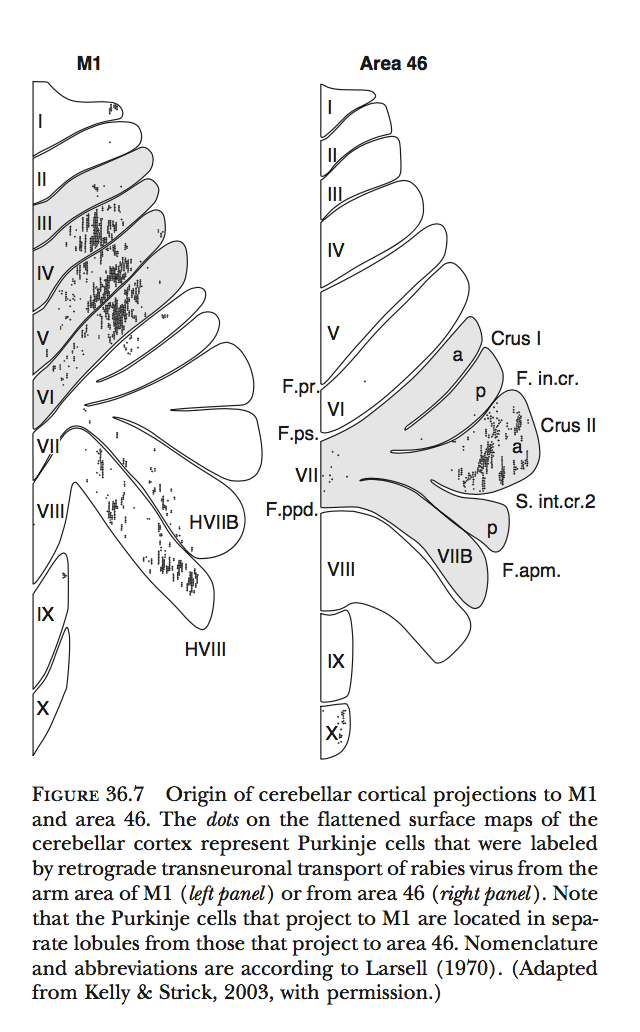 M1
Area 46
I
II
III
IV
V
VI
VII
VIII
IX
X
HVIIB
HVIII
I
II
III
IV
V
VI
VII
VIII
IX
X
F.pr.
F.ps.
F.ppd.
a
Crus I
p
F. in.cr.
Crus II
a
S. int.cr.2
p
VIIB
F.apm.
FIGURE 36.7 Origin of cerebellar cortical projections to M1
and area 46. The dots on the flattened surface maps of the
cerebellar cortex represent Purkinje cells that were labeled
by retrograde transneuronal transport of rabies virus from the
arm area of M1 (left panel) or from area 46 (right panel). Note
that the Purkinje cells that project to M1 are located in sepa-
rate lobules from those that project to area 46. Nomenclature
and abbreviations are according to Larsell (1970). (Adapted
from Kelly & Strick, 2003, with permission.)